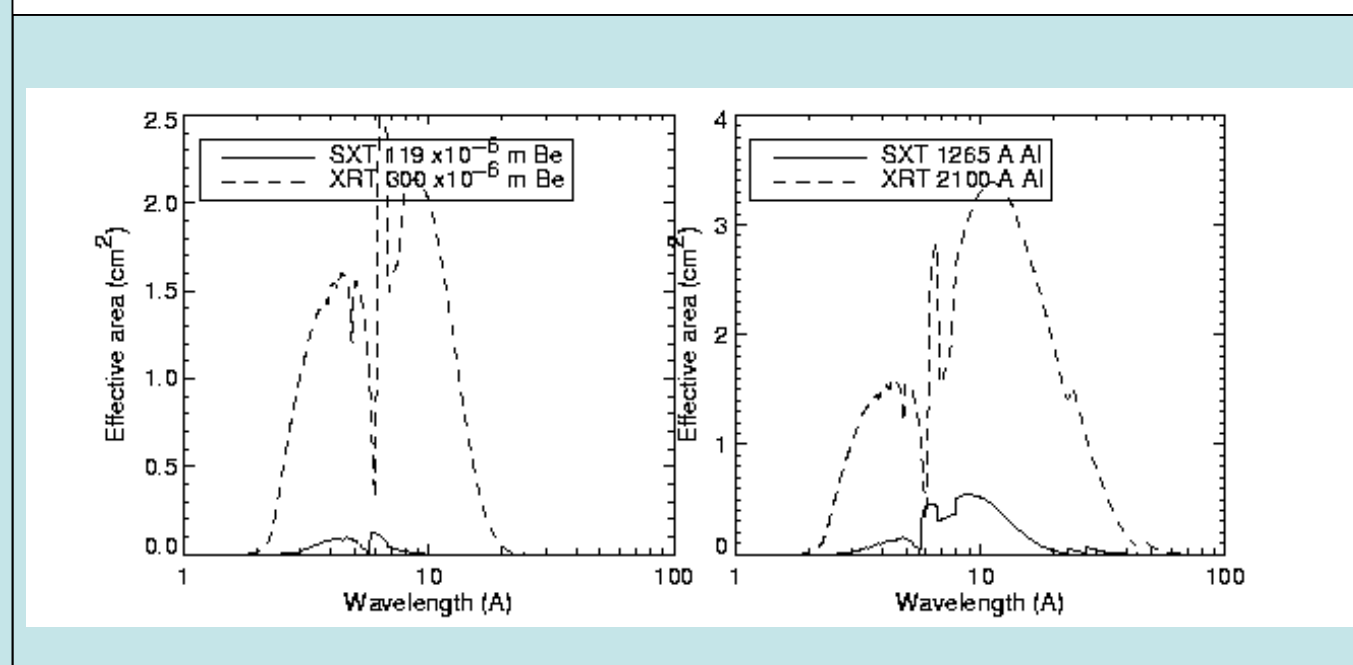 2.5
2.0
1.5
1.0
0.5
0.0
Effective area (cm2)
SXT 119 x10−6 m Be
XRT 300 x10−6 m Be
1
10
100
Wavelength (A)
4
3
2
1
0
Effective area (cm2)
SXT 1265 A Al
XRT 2100 A Al
1
10
100
Wavelength (A)